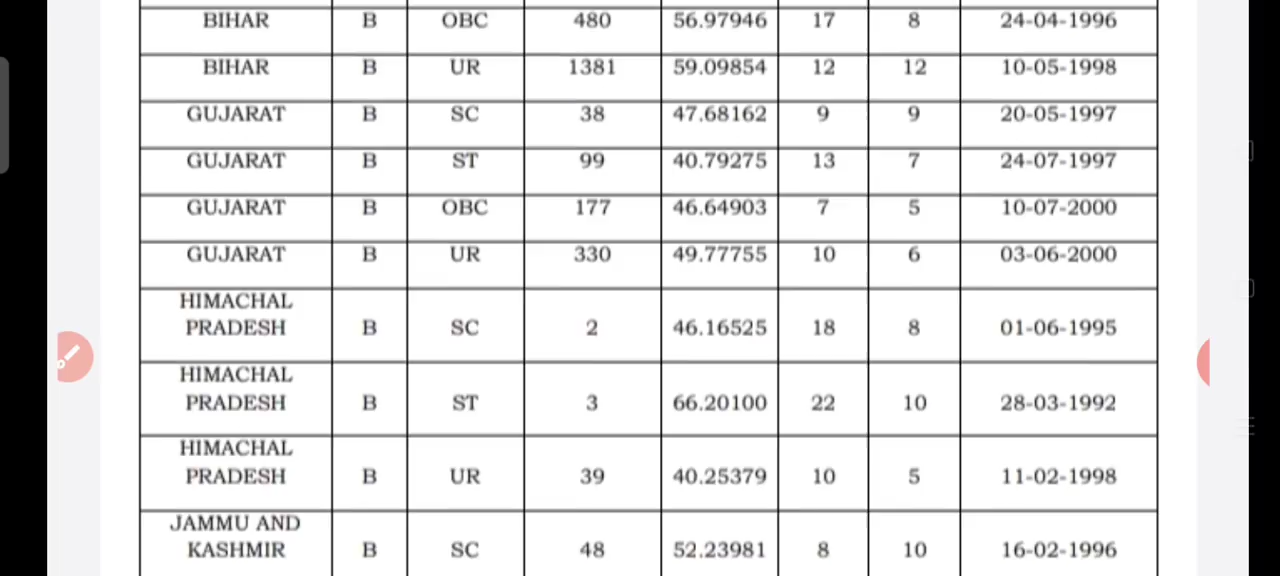 BIHAR B OBC 480 56.97946 17 8 24-04-1996
BIHAR B UR 1381 59.09854 12 12 10-05-1998
GUJARAT B SC 38 47.68162 9 9 20-05-1997
GUJARAT B ST 99 40.79275 13 7 24-07-1997
GUJARAT B OBC 177 46.64903 7 5 10-07-2000
GUJARAT B UR 330 49.77755 10 6 03-06-2000
HIMACHAL
PRADESH B SC 2 46.16525 18 8 01-06-1995
HIMACHAL
PRADESH B ST 3 66.20100 22 10 28-03-1992
HIMACHAL
PRADESH B UR 39 40.25379 10 5 11-02-1998
JAMMU AND
KASHMIR B SC 48 52.23981 8 10 16-02-1996